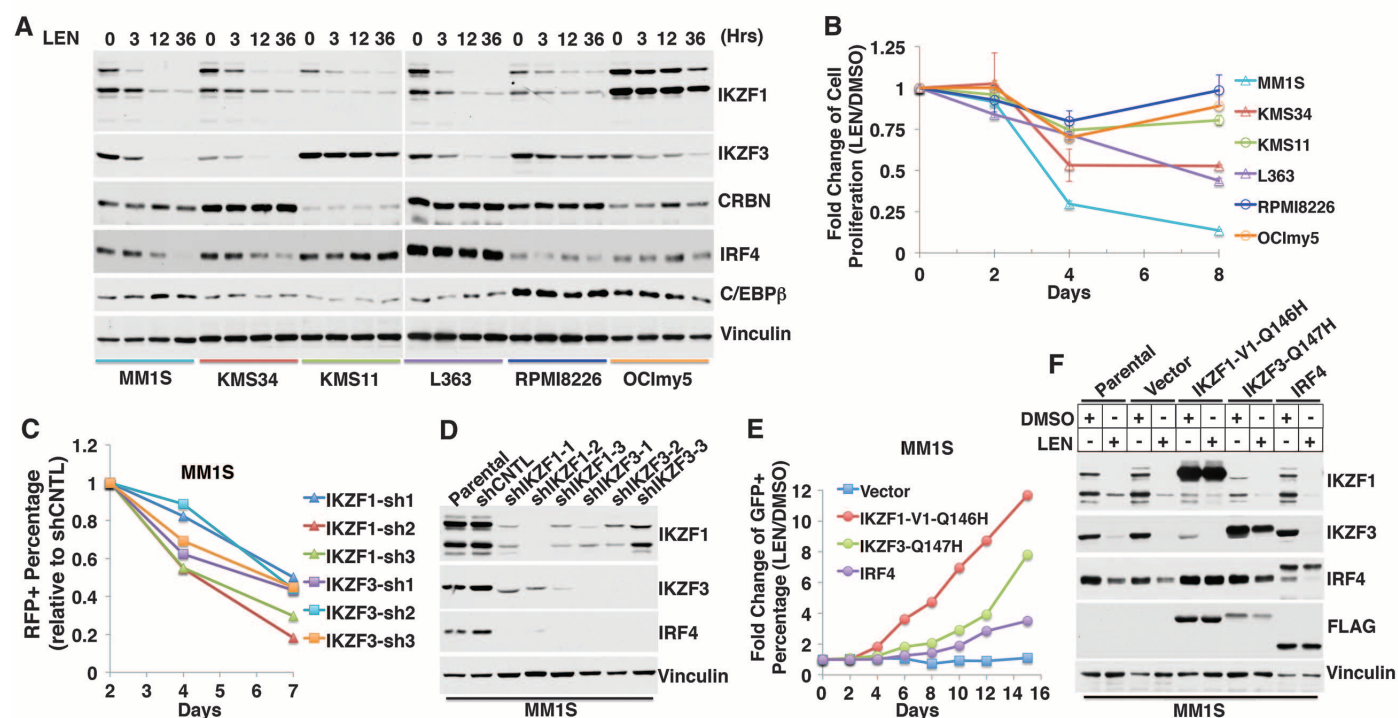 A
LEN 0 3 12 36 0 3 12 36 0 3 12 36 0 3 12 36 0 3 12 36 0 3 12 36 (Hrs)
IKZF1
IKZF3
CRBN
IRF4
C/EBPβ
Vinculin
MM1S KMS34 KMS11 L363 RPMI8226 OCImy5
B
Fold Change of Cell
Proliferation (LEN/DMSO)
1.25
1
0.75
0.5
0.25
0
0 2 4 6 8
Days
MM1S
KMS34
KMS11
L363
RPMI8226
OCImy5
C
RFP+ Percentage
(relative to shCNTL)
MM1S
1.2
1
0.8
0.6
0.4
0.2
0
2 3 4 5 6 7
Days
IKZF1-sh1
IKZF1-sh2
IKZF1-sh3
IKZF3-sh1
IKZF3-sh2
IKZF3-sh3
D
Parental
shCNTL
shIKZF1-1
shIKZF1-2
shIKZF1-3
shIKZF3-1
shIKZF3-2
shIKZF3-3
IKZF1
IKZF3
IRF4
Vinculin
MM1S
E
MM1S
Fold Change of GFP+
Percentage (LEN/DMSO)
12
10
8
6
4
2
0
0 2 4 6 8 10 12 14 16
Days
Vector
IKZF1-V1-Q146H
IKZF3-Q147H
IRF4
F
Parental
Vector
IKZF1-V1-Q146H
IKZF3-Q147H
IRF4
DMSO + - + - + - + - + -
LEN - + - + - + - + - +
IKZF1
IKZF3
IRF4
FLAG
Vinculin
MM1S